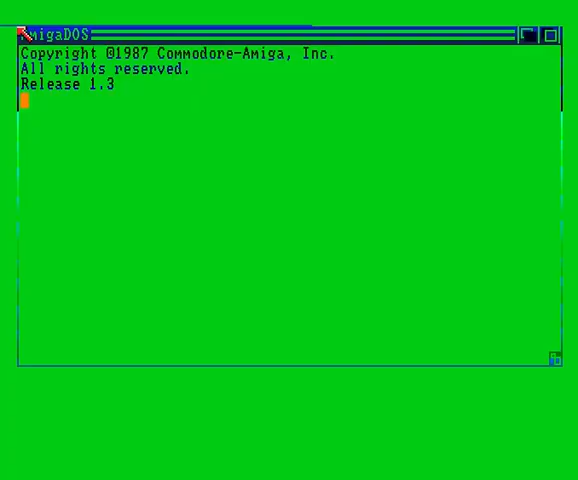 AmigaDOS
Copyright ©1987 Commodore-Amiga, Inc.
All rights reserved.
Release 1.3